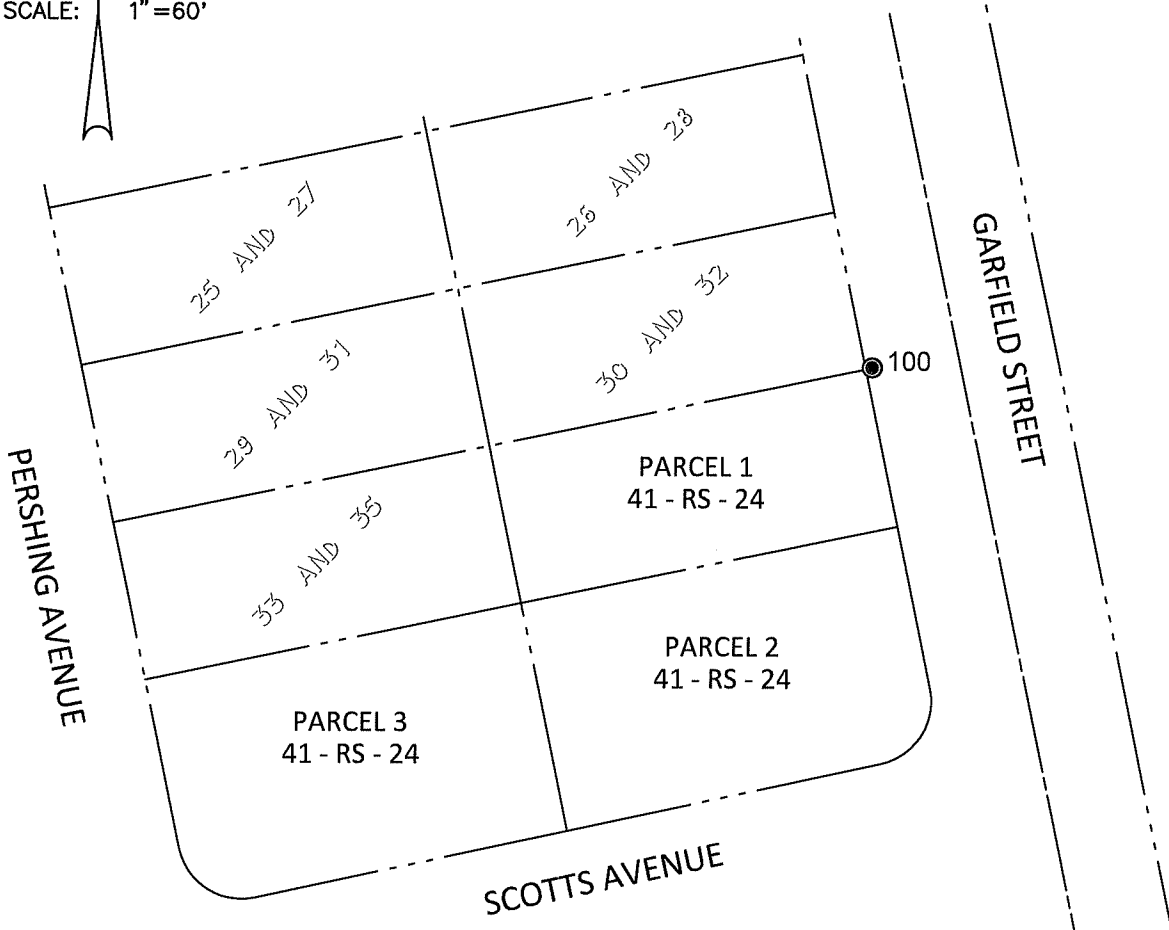 SCALE: 1"=60'
25 AND 27
26 AND 28
29 AND 31
30 AND 32
100
GARFIELD STREET
PERSHING AVENUE
33 AND 35
PARCEL 1
41 - RS - 24
PARCEL 2
41 - RS - 24
PARCEL 3
41 - RS - 24
SCOTTS AVENUE